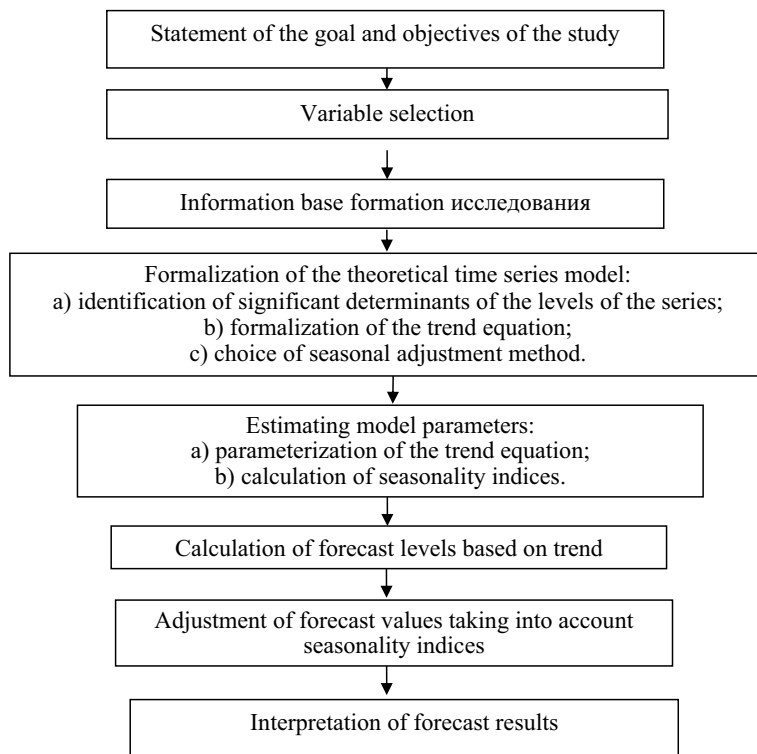 Statement of the goal and objectives of the study
Variable selection
Information base formation исследования
Formalization of the theoretical time series model:
a) identification of significant determinants of the levels of the series;
b) formalization of the trend equation;
c) choice of seasonal adjustment method.
Estimating model parameters:
a) parameterization of the trend equation;
b) calculation of seasonality indices.
Calculation of forecast levels based on trend
Adjustment of forecast values taking into account
seasonality indices
Interpretation of forecast results